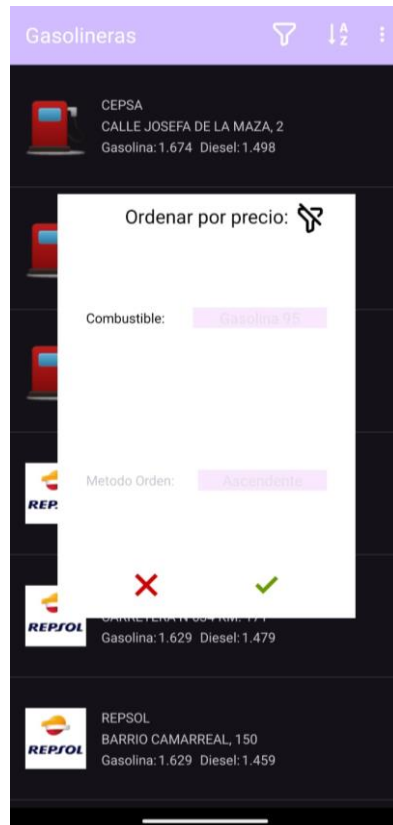 Gasolineras
A
Z
CEPSA
CALLE JOSEFA DE LA MAZA, 2
Gasolina: 1.674 Diesel: 1.498
Ordenar por precio:
Combustible: Gasolina 95
Metodo Orden: Ascendente
REP
REPSOL
Gasolina: 1.629 Diesel: 1.479
REPSOL
REPSOL
BARRIO CAMARREAL, 150
Gasolina: 1.629 Diesel: 1.459